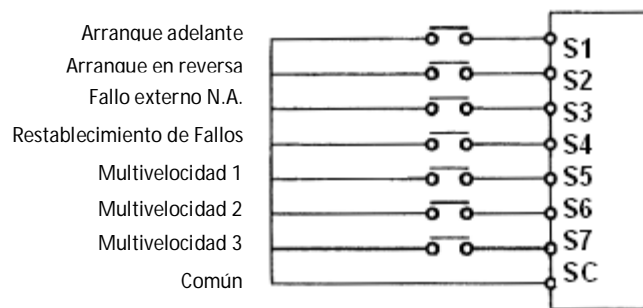 Arranque adelante
S1
Arranque en reversa
S2
Fallo externo N.A.
S3
Restablecimiento de Fallos
S4
Multivelocidad 1
S5
Multivelocidad 2
S6
Multivelocidad 3
S7
Común
SC